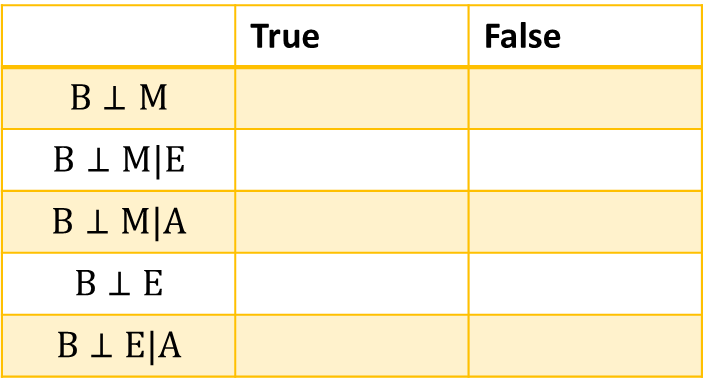 True False
B ⊥ M
B ⊥ M|E
B ⊥ M|A
B ⊥ E
B ⊥ E|A